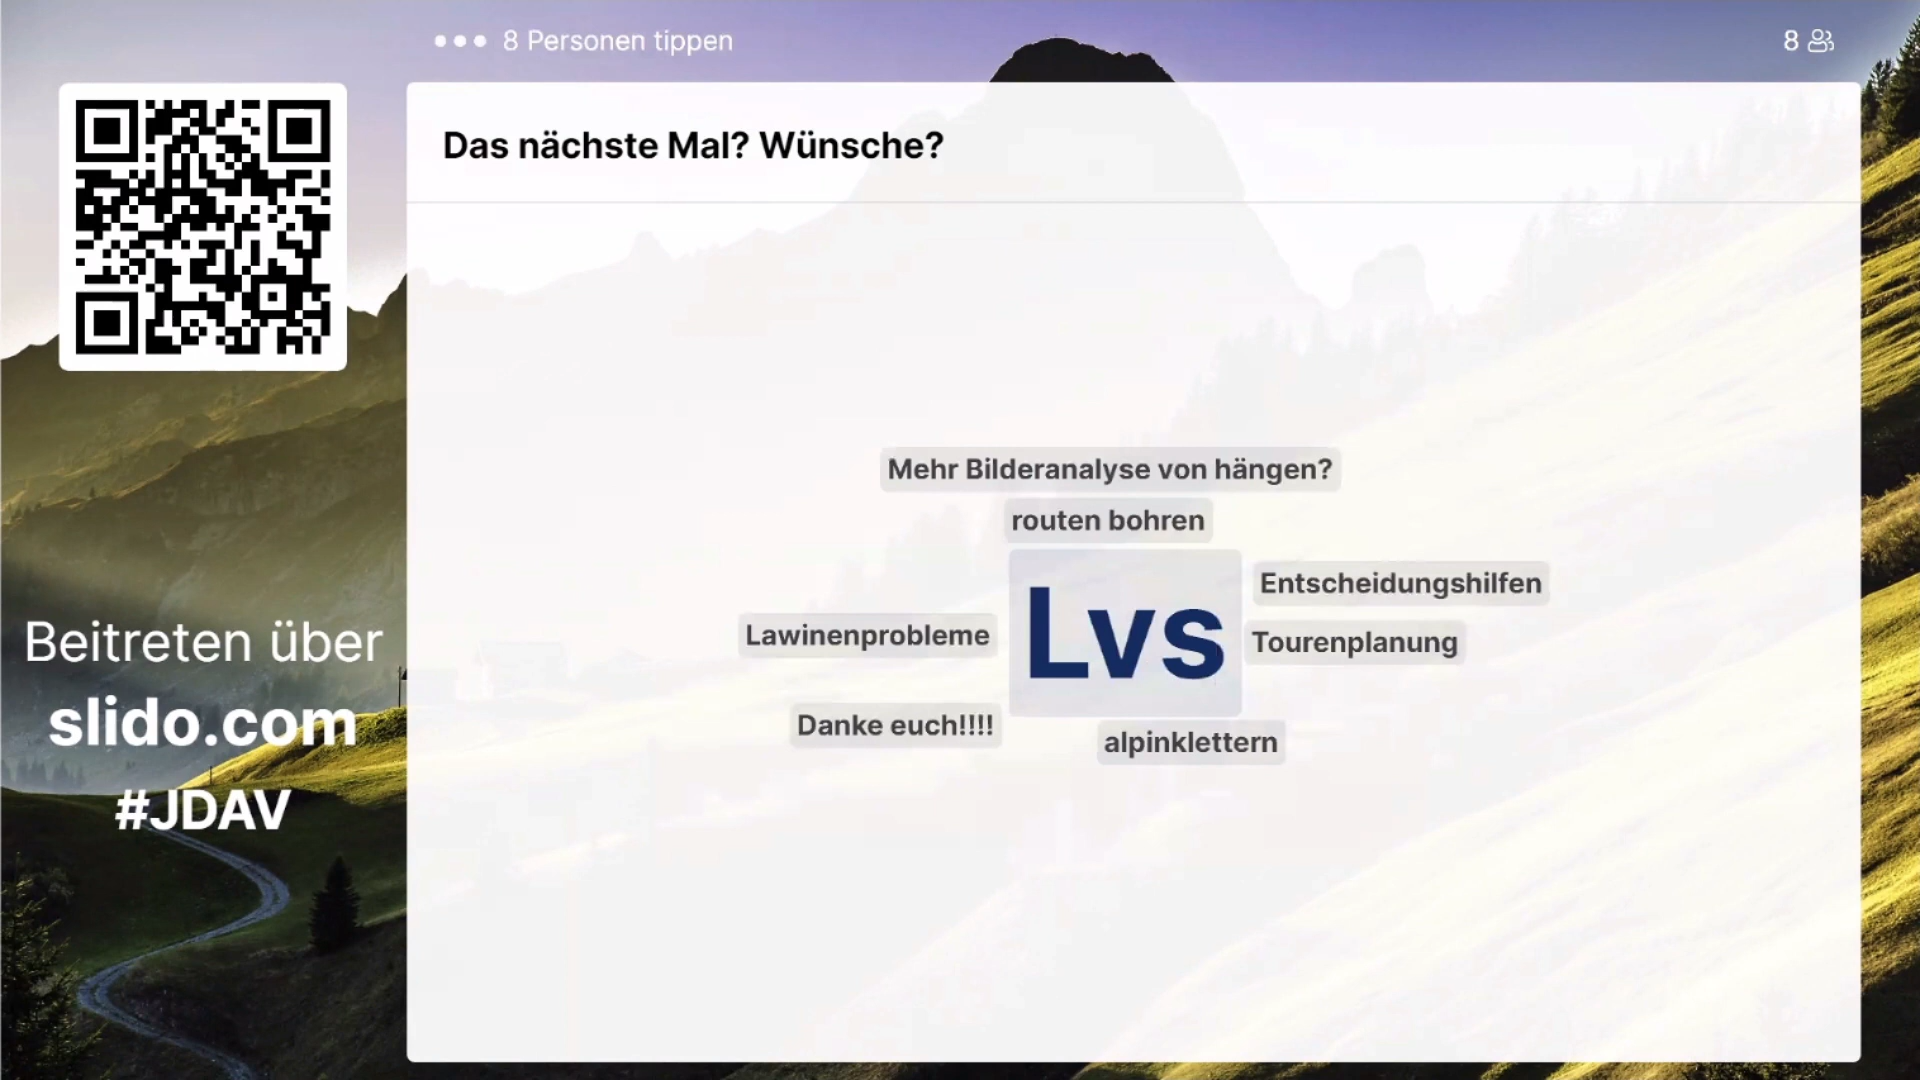 8 Personen tippen
8
Das nächste Mal? Wünsche?
Mehr Bilderanalyse von hängen?
routen bohren
Lvs
Entscheidungshilfen
Lawinenprobleme
Tourenplanung
Danke euch!!!!
alpinklettern
Beitreten über
slido.com
#JDAV